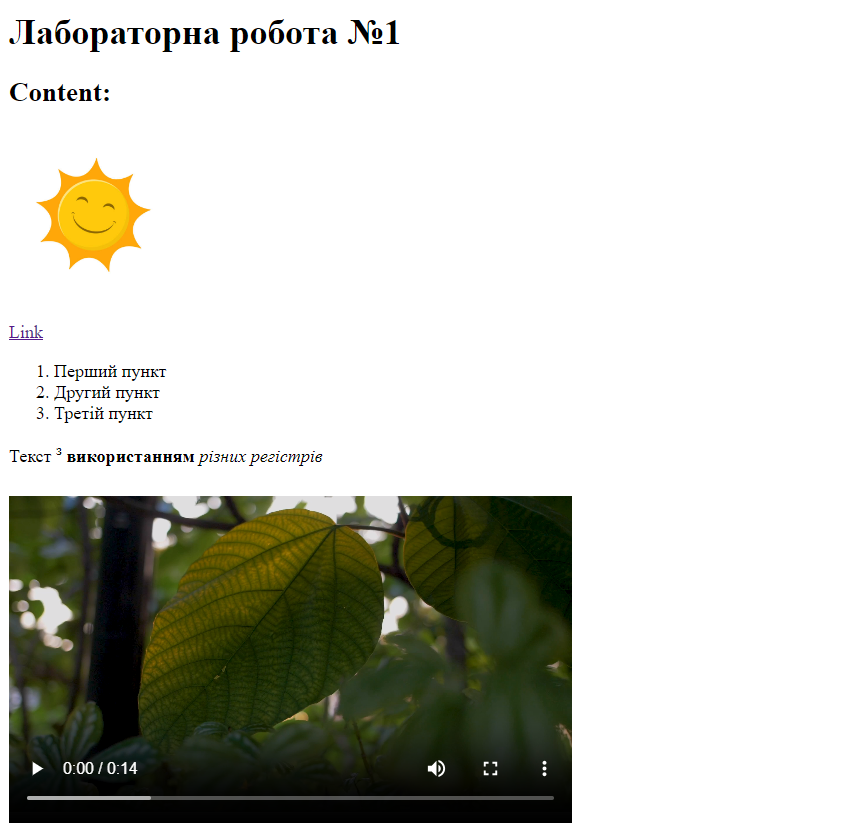 Лабораторна робота №1
Content:
Link
1. Перший пункт
2. Другий пункт
3. Третій пункт
Текст ³ використанням різних регістрів
0:00 / 0:14